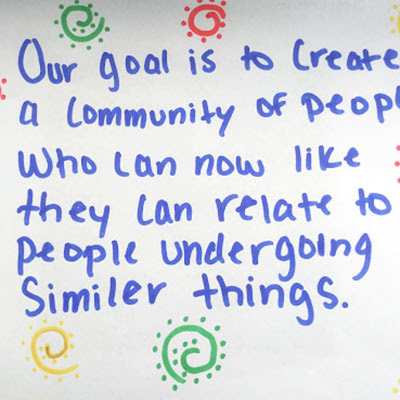 Our goal is to Create
a Community of peopl
who can now like
they can relate to
people undergoing
Similer things.